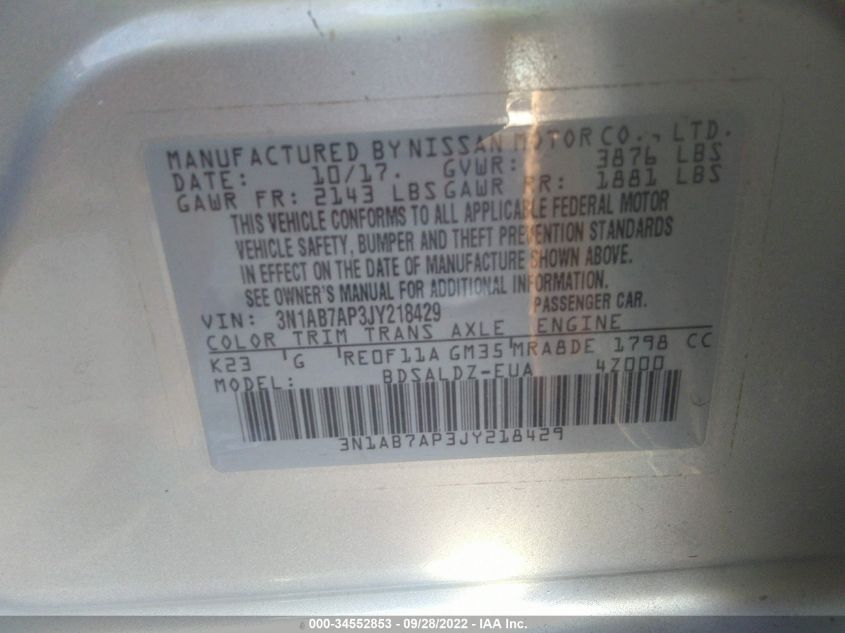 MANUFACTURED BY NISSAN MOTOR CO., LTD.
DATE: 10/17. GVWR: 3876 LBS
GAWR FR: 2143 LBS GAWR RR: 1881 LBS
THIS VEHICLE CONFORMS TO ALL APPLICABLE FEDERAL MOTOR
VEHICLE SAFETY, BUMPER AND THEFT PREVENTION STANDARDS
IN EFFECT ON THE DATE OF MANUFACTURE SHOWN ABOVE.
SEE OWNER'S MANUAL FOR ADDITIONAL INFORMATION.
VIN: 3N1AB7AP3JY218429 PASSENGER CAR.
COLOR TRIM TRANS AXLE ENGINE
K23 G RE0F11A GM35 MRA8DE 1798 CC
MODEL: BDSALDZ-EUA 4Z000
3N1AB7AP3JY218429
000-34552853 - 09/28/2022 - IAA Inc.